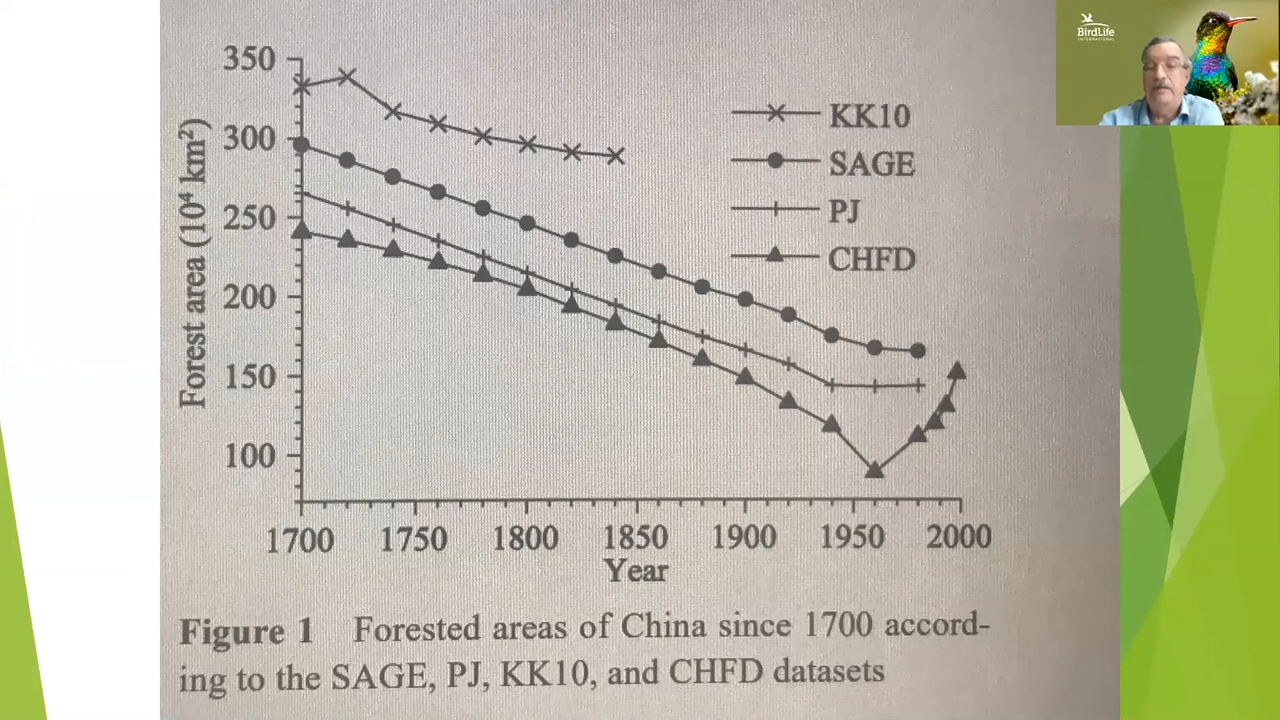 BirdLife
INTERNATIONAL
350
300
250
200
150
100
Forest area (10⁴ km²)
KK10
SAGE
PJ
CHFD
1700 1750 1800 1850 1900 1950 2000
Year
Figure 1 Forested areas of China since 1700 accord-
ing to the SAGE, PJ, KK10, and CHFD datasets